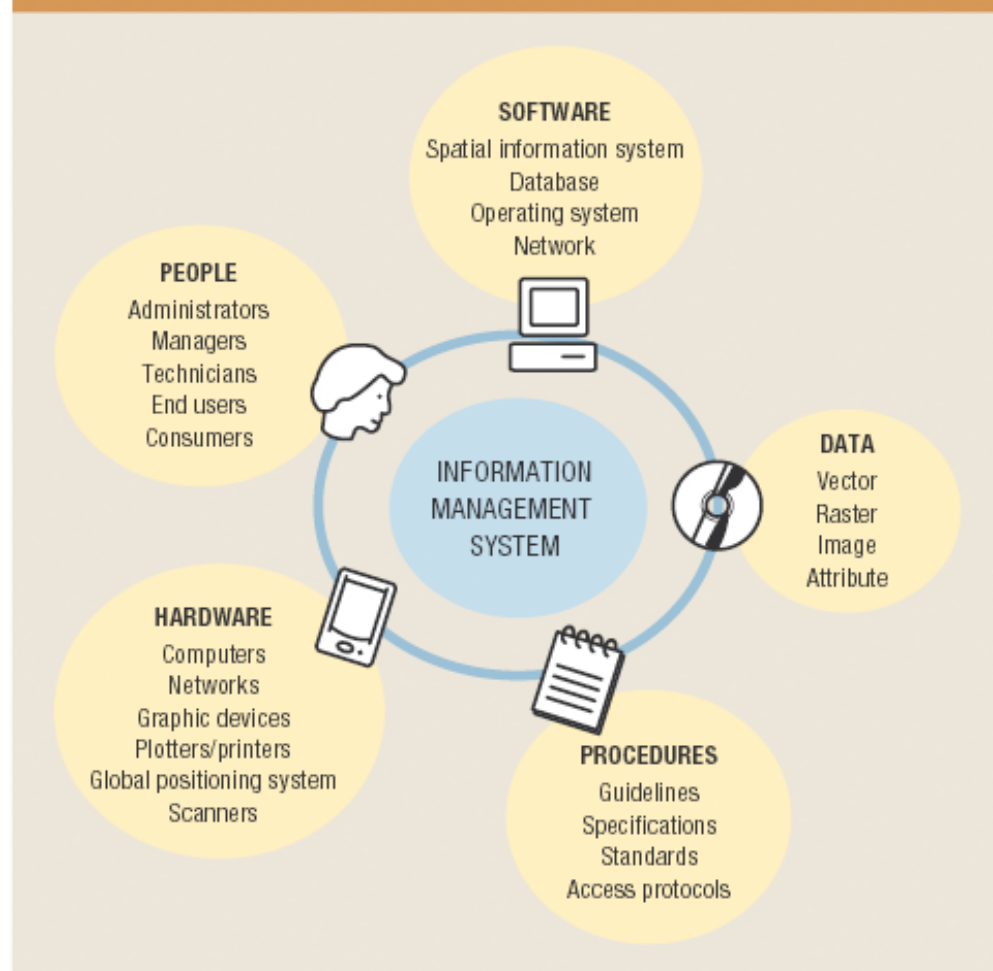 SOFTWARE
Spatial information system
Database
Operating system
Network
PEOPLE
Administrators
Managers
Technicians
End users
Consumers
INFORMATION
MANAGEMENT
SYSTEM
DATA
Vector
Raster
Image
Attribute
HARDWARE
Computers
Networks
Graphic devices
Plotters/printers
Global positioning system
Scanners
PROCEDURES
Guidelines
Specifications
Standards
Access protocols